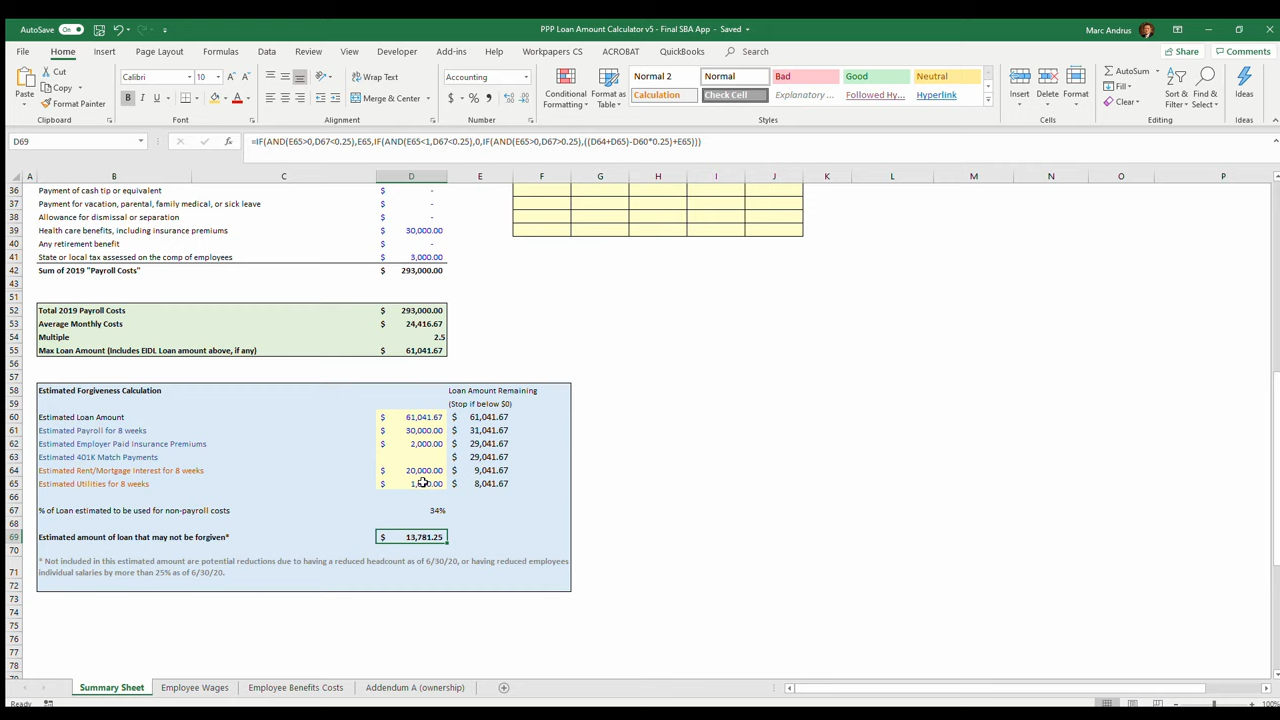 AutoSave On
PPP Loan Amount Calculator v5 - Final SBA App - Saved
Marc Andrus
File Home Insert Page Layout Formulas Data Review View Developer Add-ins Help Workpapers CS ACROBAT QuickBooks Search Share Comments
Paste
Cut
Copy
Format Painter
Clipboard
Calibri 10
B I U
Font
Wrap Text
Merge & Center
Alignment
Accounting
$ % ,
Number
Conditional Formatting
Format as Table
Normal 2 Normal Bad Good Neutral
Calculation Check Cell Explanatory ... Followed Hy... Hyperlink
Styles
Insert Delete Format
Cells
AutoSum
Fill
Clear
Sort & Filter
Find & Select
Editing
Ideas
Ideas
D69 fx =IF(AND(E65>0,D67<0.25),E65,IF(AND(E65<1,D67<0.25),0,IF(AND(E65>0,D67>0.25),((D64+D65)-D60*0.25)+E65)))
A B C D E F G H I J K L M N O P
36 Payment of cash tip or equivalent $ -
37 Payment for vacation, parental, family medical, or sick leave $ -
38 Allowance for dismissal or separation $ -
39 Health care benefits, including insurance premiums $ 30,000.00
40 Any retirement benefit $ -
41 State or local tax assessed on the comp of employees $ 3,000.00
42 Sum of 2019 "Payroll Costs" $ 293,000.00
43
51
52 Total 2019 Payroll Costs $ 293,000.00
53 Average Monthly Costs $ 24,416.67
54 Multiple 2.5
55 Max Loan Amount (Includes EIDL Loan amount above, if any) $ 61,041.67
56
57
58 Estimated Forgiveness Calculation Loan Amount Remaining
59 (Stop if below $0)
60 Estimated Loan Amount $ 61,041.67 $ 61,041.67
61 Estimated Payroll for 8 weeks $ 30,000.00 $ 31,041.67
62 Estimated Employer Paid Insurance Premiums $ 2,000.00 $ 29,041.67
63 Estimated 401K Match Payments $ 29,041.67
64 Estimated Rent/Mortgage Interest for 8 weeks $ 20,000.00 $ 9,041.67
65 Estimated Utilities for 8 weeks $ $ 8,041.67
66
67 % of Loan estimated to be used for non-payroll costs 34%
68
69 Estimated amount of loan that may not be forgiven* $ 13,781.25
70
71 * Not included in this estimated amount are potential reductions due to having a reduced headcount as of 6/30/20, or having reduced employees
individual salaries by more than 25% as of 6/30/20.
72
73
74
75
76
77
78
Summary Sheet Employee Wages Employee Benefits Costs Addendum A (ownership)
Ready
100%